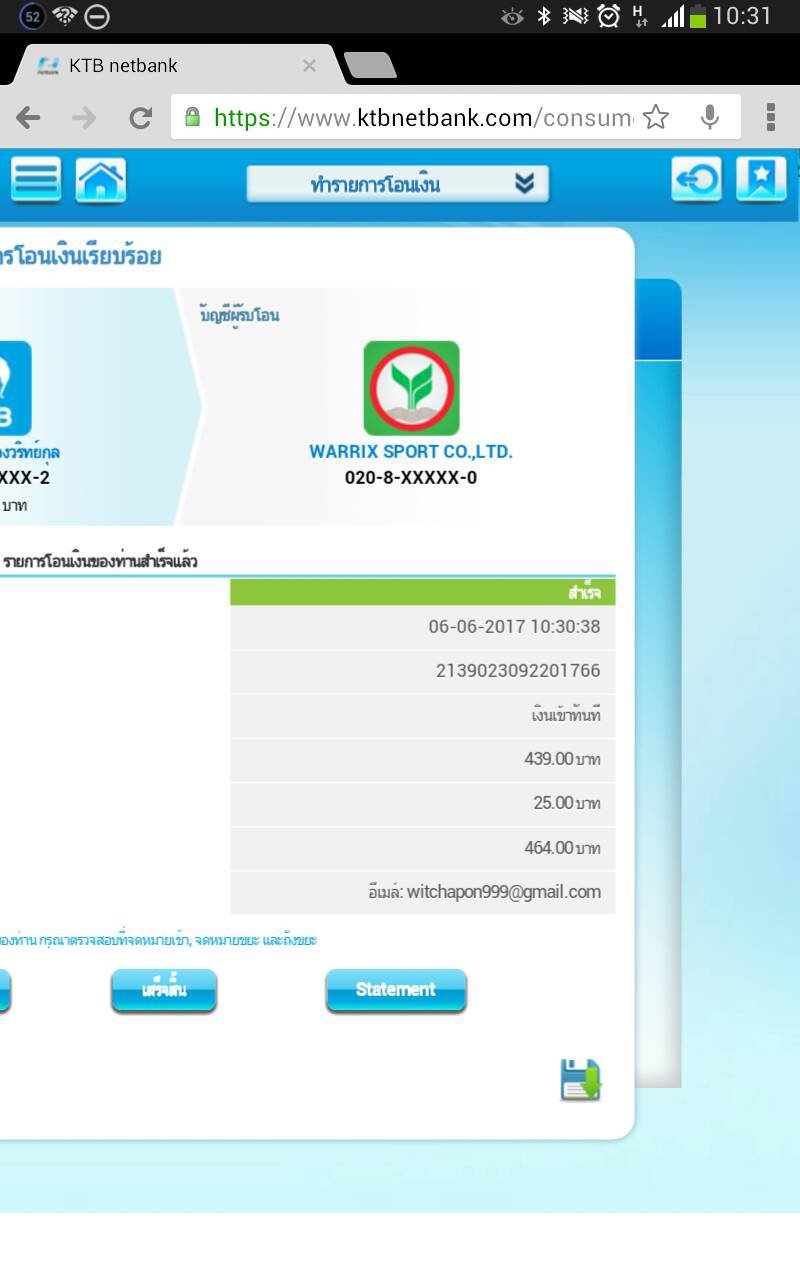 52
H
10:31
KTB netbank
https://www.ktbnetbank.com/consum
ทำรายการโอนเงิน
รโอนเงินเรียบร้อย
บัญชีผู้รับโอน
B
องวริทย์กุล
WARRIX SPORT CO.,LTD.
XXX-2
020-8-XXXXX-0
บาท
รายการโอนเงินของท่านสำเร็จแล้ว
สำเร็จ
06-06-2017 10:30:38
2139023092201766
เงินเข้าทันที
439.00 บาท
25.00 บาท
464.00 บาท
อีเมล์: witchapon999@gmail.com
องท่าน กรุณาตรวจสอบที่จดหมายเข้า, จดหมายขยะ และถังขยะ
เสร็จสิ้น
Statement